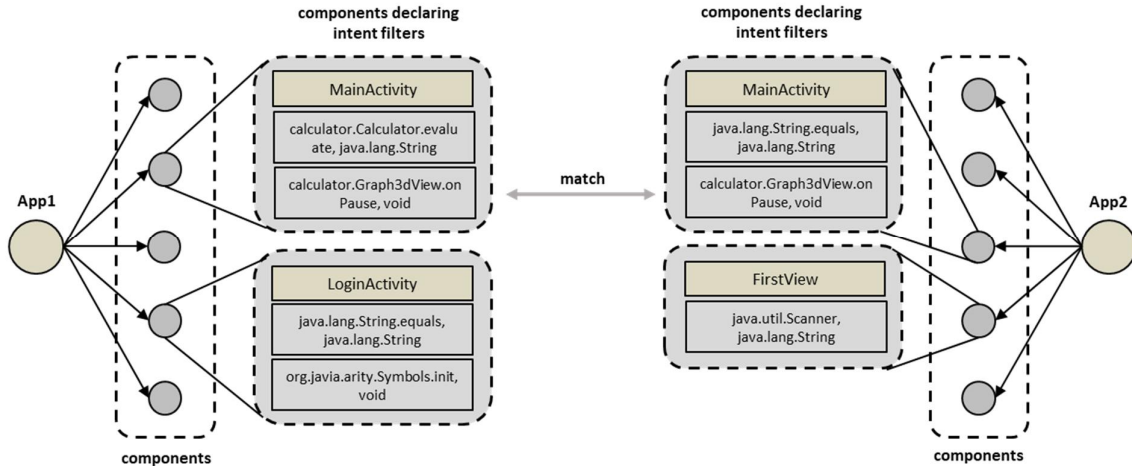 components declaring
intent filters
MainActivity
calculator.Calculator.evalu
ate, java.lang.String
calculator.Graph3dView.on
Pause, void
App1
LoginActivity
java.lang.String.equals,
java.lang.String
org.javia.arity.Symbols.init,
void
components
match
components declaring
intent filters
MainActivity
java.lang.String.equals,
java.lang.String
calculator.Graph3dView.on
Pause, void
App2
FirstView
java.util.Scanner,
java.lang.String
components